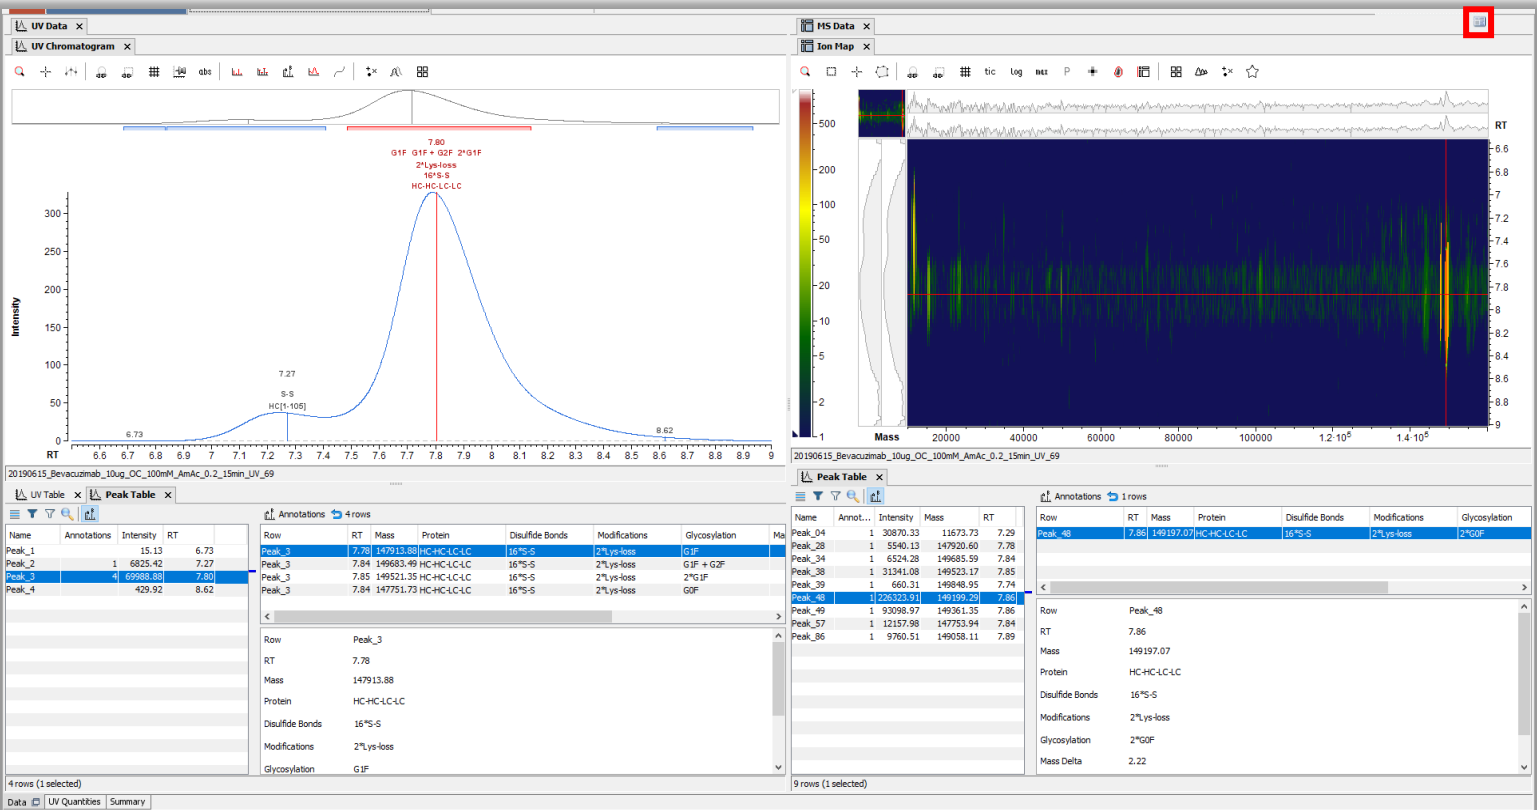 UV Data
UV Chromatogram
abs
7.80
G1F G1F + G2F 2*G1F
2*Lys-loss
16*S-S
HC-HC-LC-LC
7.27
S-S
HC[1-105]
6.73
8.62
Intensity
300
250
200
150
100
50
0
RT 6.6 6.7 6.8 6.9 7 7.1 7.2 7.3 7.4 7.5 7.6 7.7 7.8 7.9 8 8.1 8.2 8.3 8.4 8.5 8.6 8.7 8.8 8.9 9
20190615_Bevacuzimab_10ug_OC_100mM_AmAc_0.2_15min_UV_69
UV Table Peak Table
Name Annotations Intensity RT
Peak_1 15.13 6.73
Peak_2 1 6825.42 7.27
Peak_3 4 69988.88 7.80
Peak_4 429.92 8.62
Annotations 4 rows
Row RT Mass Protein Disulfide Bonds Modifications Glycosylation Ma
Peak_3 7.78 147913.88 HC-HC-LC-LC 16*S-S 2*Lys-loss G1F
Peak_3 7.84 149683.49 HC-HC-LC-LC 16*S-S 2*Lys-loss G1F + G2F
Peak_3 7.85 149521.35 HC-HC-LC-LC 16*S-S 2*Lys-loss 2*G1F
Peak_3 7.84 147751.73 HC-HC-LC-LC 16*S-S 2*Lys-loss G0F
Row Peak_3
RT 7.78
Mass 147913.88
Protein HC-HC-LC-LC
Disulfide Bonds 16*S-S
Modifications 2*Lys-loss
Glycosylation G1F
4 rows (1 selected)
Data UV Quantities Summary
MS Data
Ion Map
tic log max P
500
200
100
50
20
10
5
2
1
RT
6.6
6.8
7
7.2
7.4
7.6
7.8
8
8.2
8.4
8.6
8.8
9
Mass 20000 40000 60000 80000 100000 1.2·10⁵ 1.4·10⁵
20190615_Bevacuzimab_10ug_OC_100mM_AmAc_0.2_15min_UV_69
Peak Table
Name Annot... Intensity Mass RT
Peak_04 1 30870.33 11673.73 7.29
Peak_28 1 5540.13 147920.60 7.78
Peak_34 1 6524.28 149685.59 7.84
Peak_38 1 31341.08 149523.17 7.85
Peak_39 1 660.31 149848.95 7.74
Peak_48 1 226323.91 149199.29 7.86
Peak_49 1 93098.97 149361.35 7.86
Peak_57 1 12157.98 147753.94 7.84
Peak_86 1 9760.51 149058.11 7.89
Annotations 1 rows
Row RT Mass Protein Disulfide Bonds Modifications Glycosylation
Peak_48 7.86 149197.07 HC-HC-LC-LC 16*S-S 2*Lys-loss 2*G0F
Row Peak_48
RT 7.86
Mass 149197.07
Protein HC-HC-LC-LC
Disulfide Bonds 16*S-S
Modifications 2*Lys-loss
Glycosylation 2*G0F
Mass Delta 2.22
9 rows (1 selected)